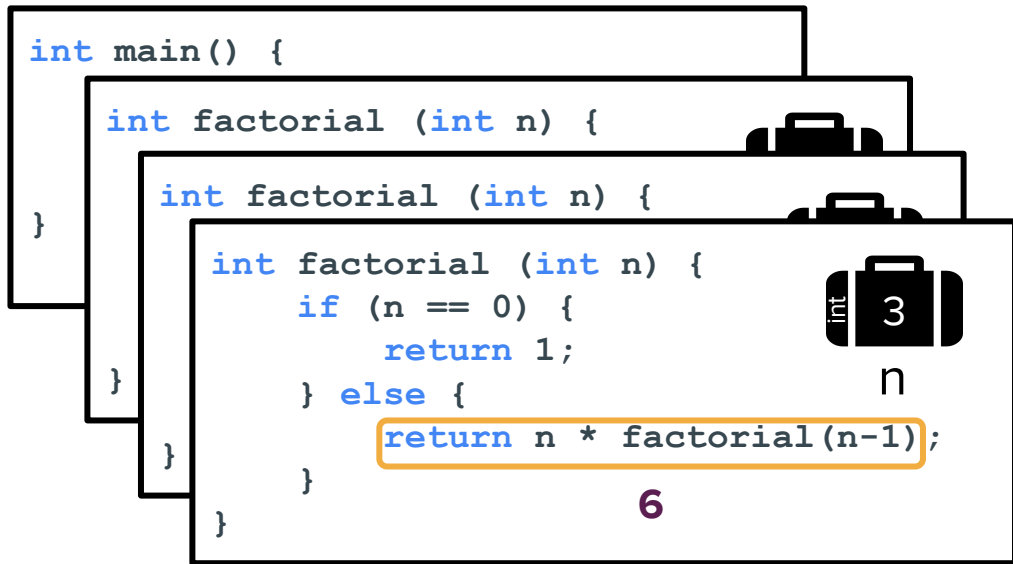 int main() {
}
int factorial (int n) {
}
int factorial (int n) {
}
int factorial (int n) {
if (n == 0) {
return 1;
} else {
return n * factorial(n-1);
}
}
int
3
n
6